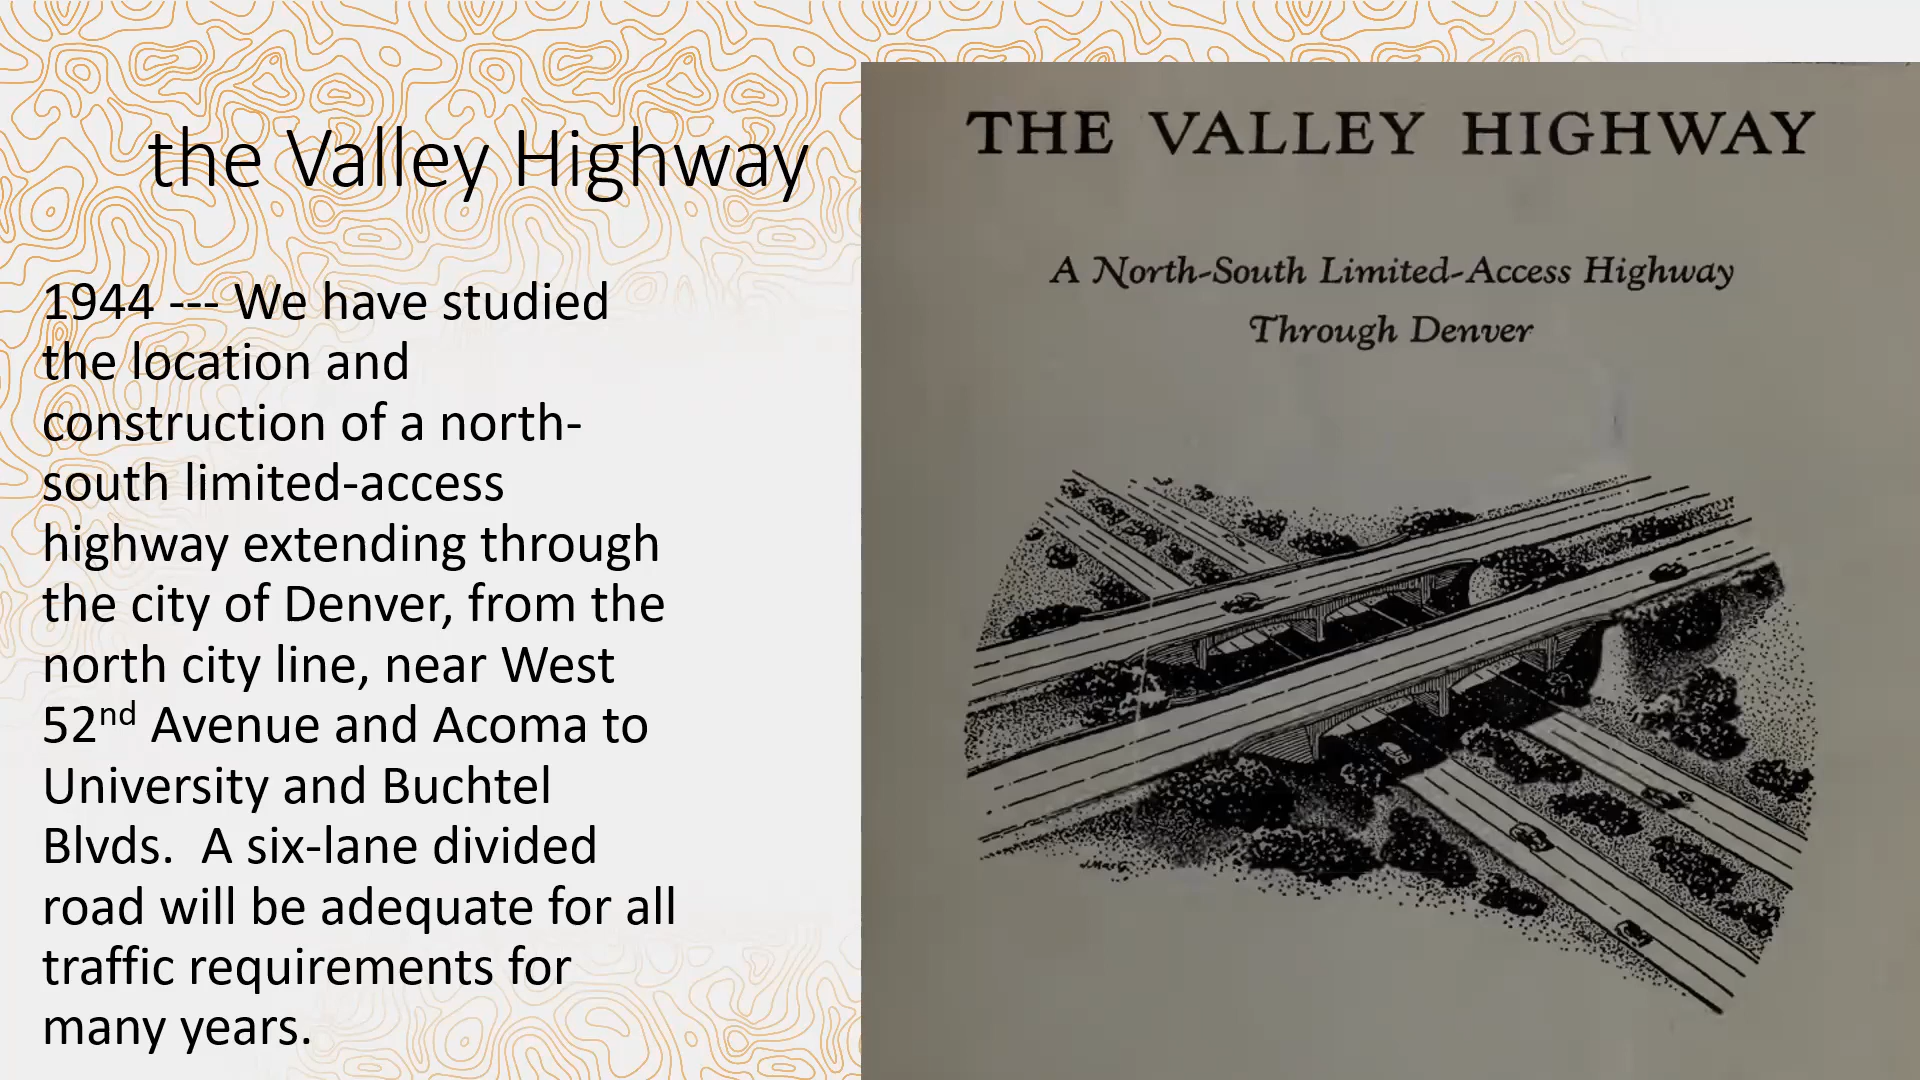 the Valley Highway
1944 --- We have studied
the location and
construction of a north-
south limited-access
highway extending through
the city of Denver, from the
north city line, near West
52nd Avenue and Acoma to
University and Buchtel
Blvds.  A six-lane divided
road will be adequate for all
traffic requirements for
many years.
THE VALLEY HIGHWAY
A North-South Limited-Access Highway
Through Denver